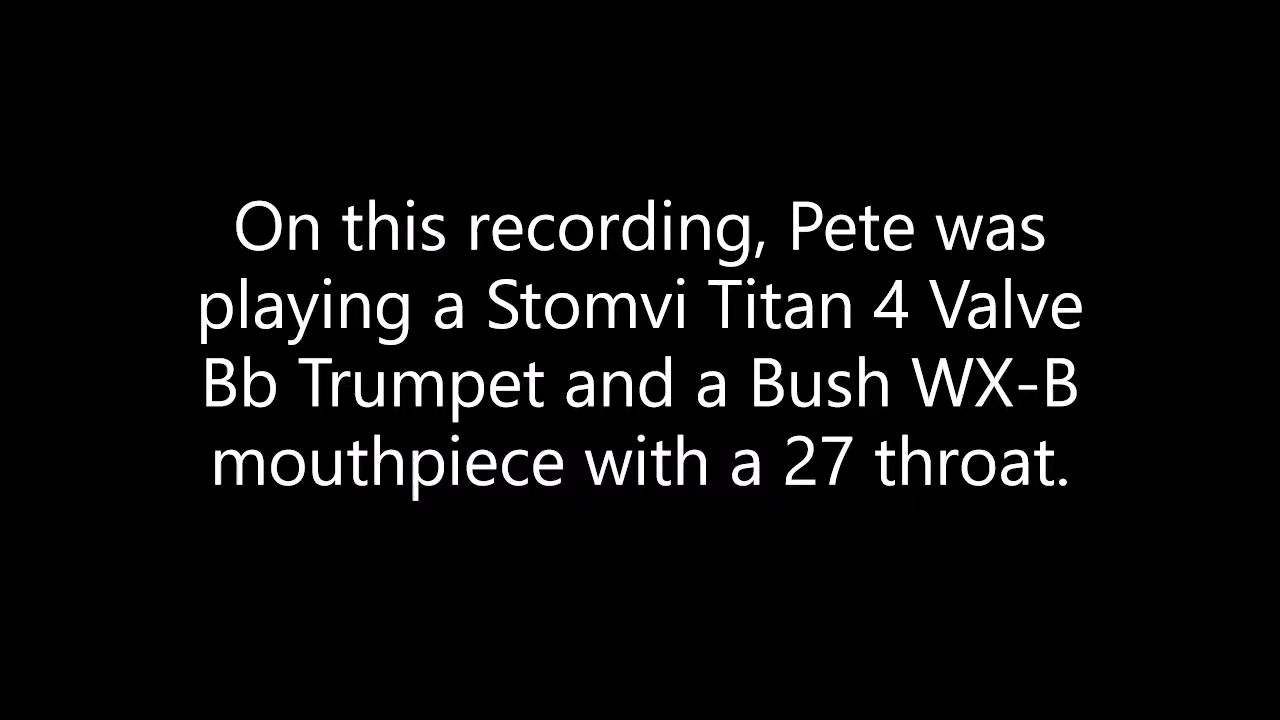 On this recording, Pete was
playing a Stomvi Titan 4 Valve
Bb Trumpet and a Bush WX-B
mouthpiece with a 27 throat.